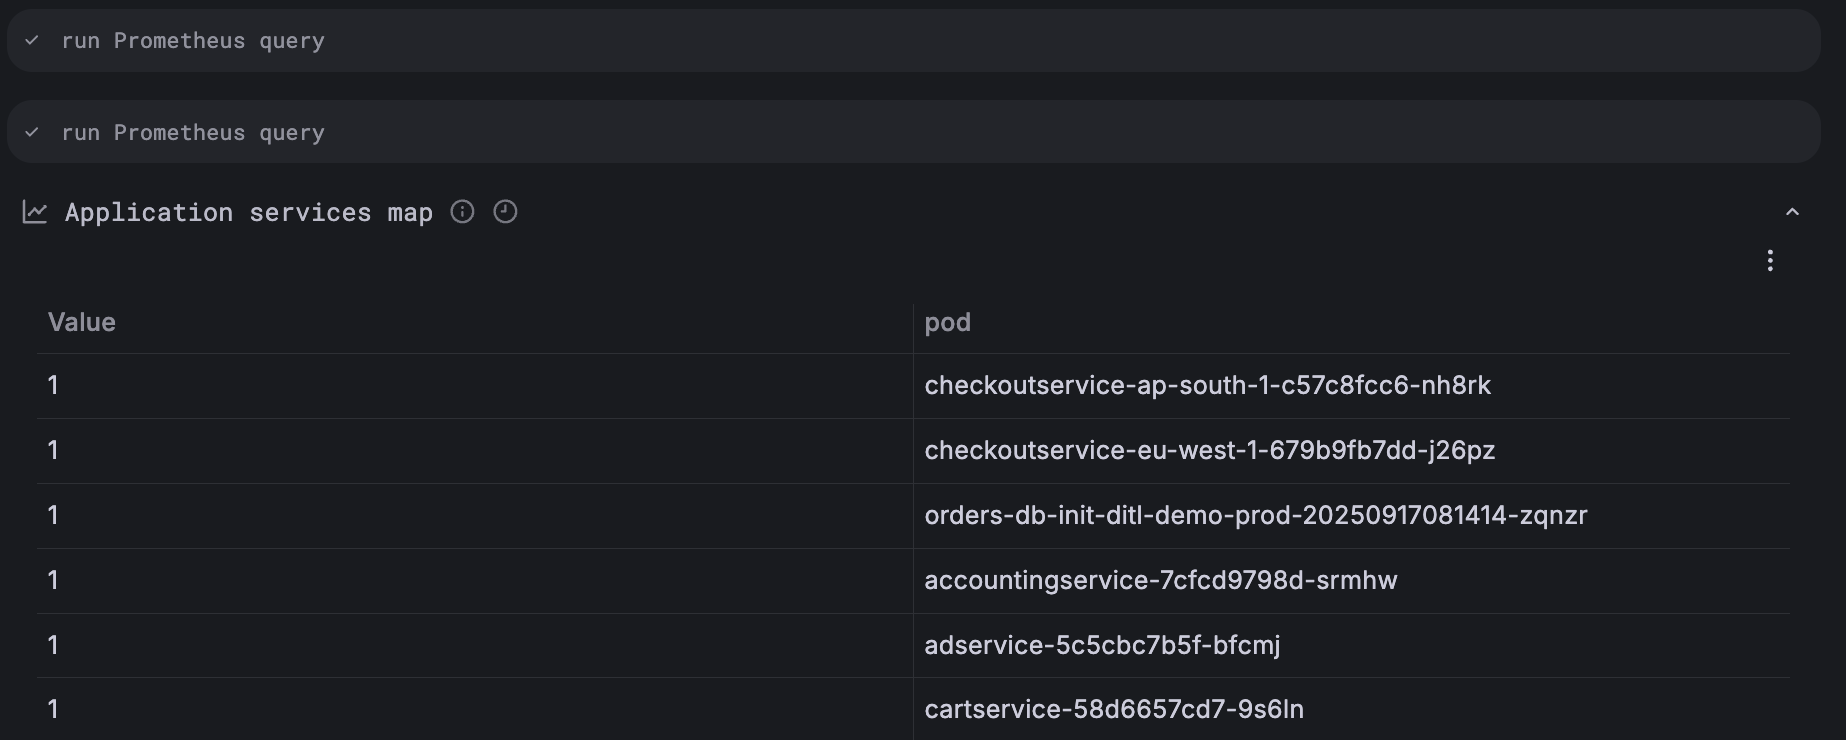 run Prometheus query
run Prometheus query
Application services map
Value pod
1 checkoutservice-ap-south-1-c57c8fcc6-nh8rk
1 checkoutservice-eu-west-1-679b9fb7dd-j26pz
1 orders-db-init-ditl-demo-prod-20250917081414-zqnzr
1 accountingservice-7cfcd9798d-srmhw
1 adservice-5c5cbc7b5f-bfcmj
1 cartservice-58d6657cd7-9s6ln